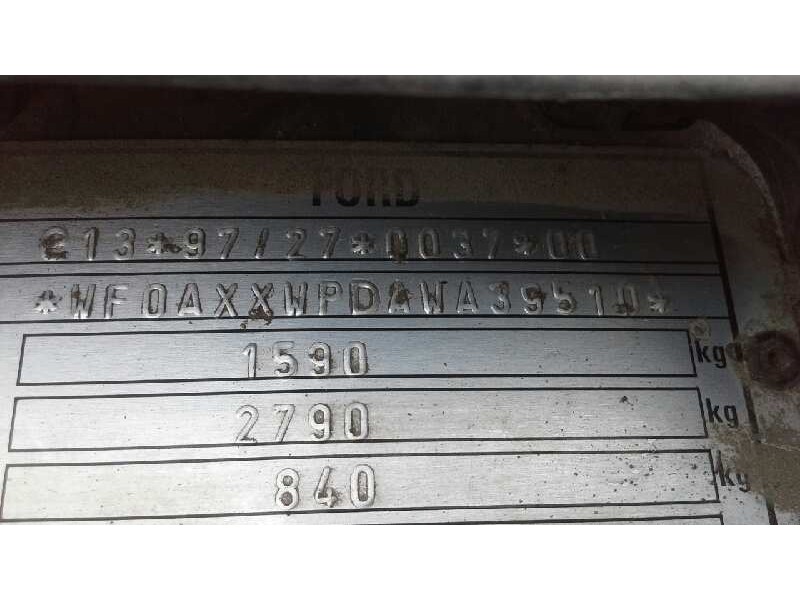 FORD
e13*97/27*0037*00
*WF0AXXWPDAWA39510*
1590 kg
2790 kg
840 kg